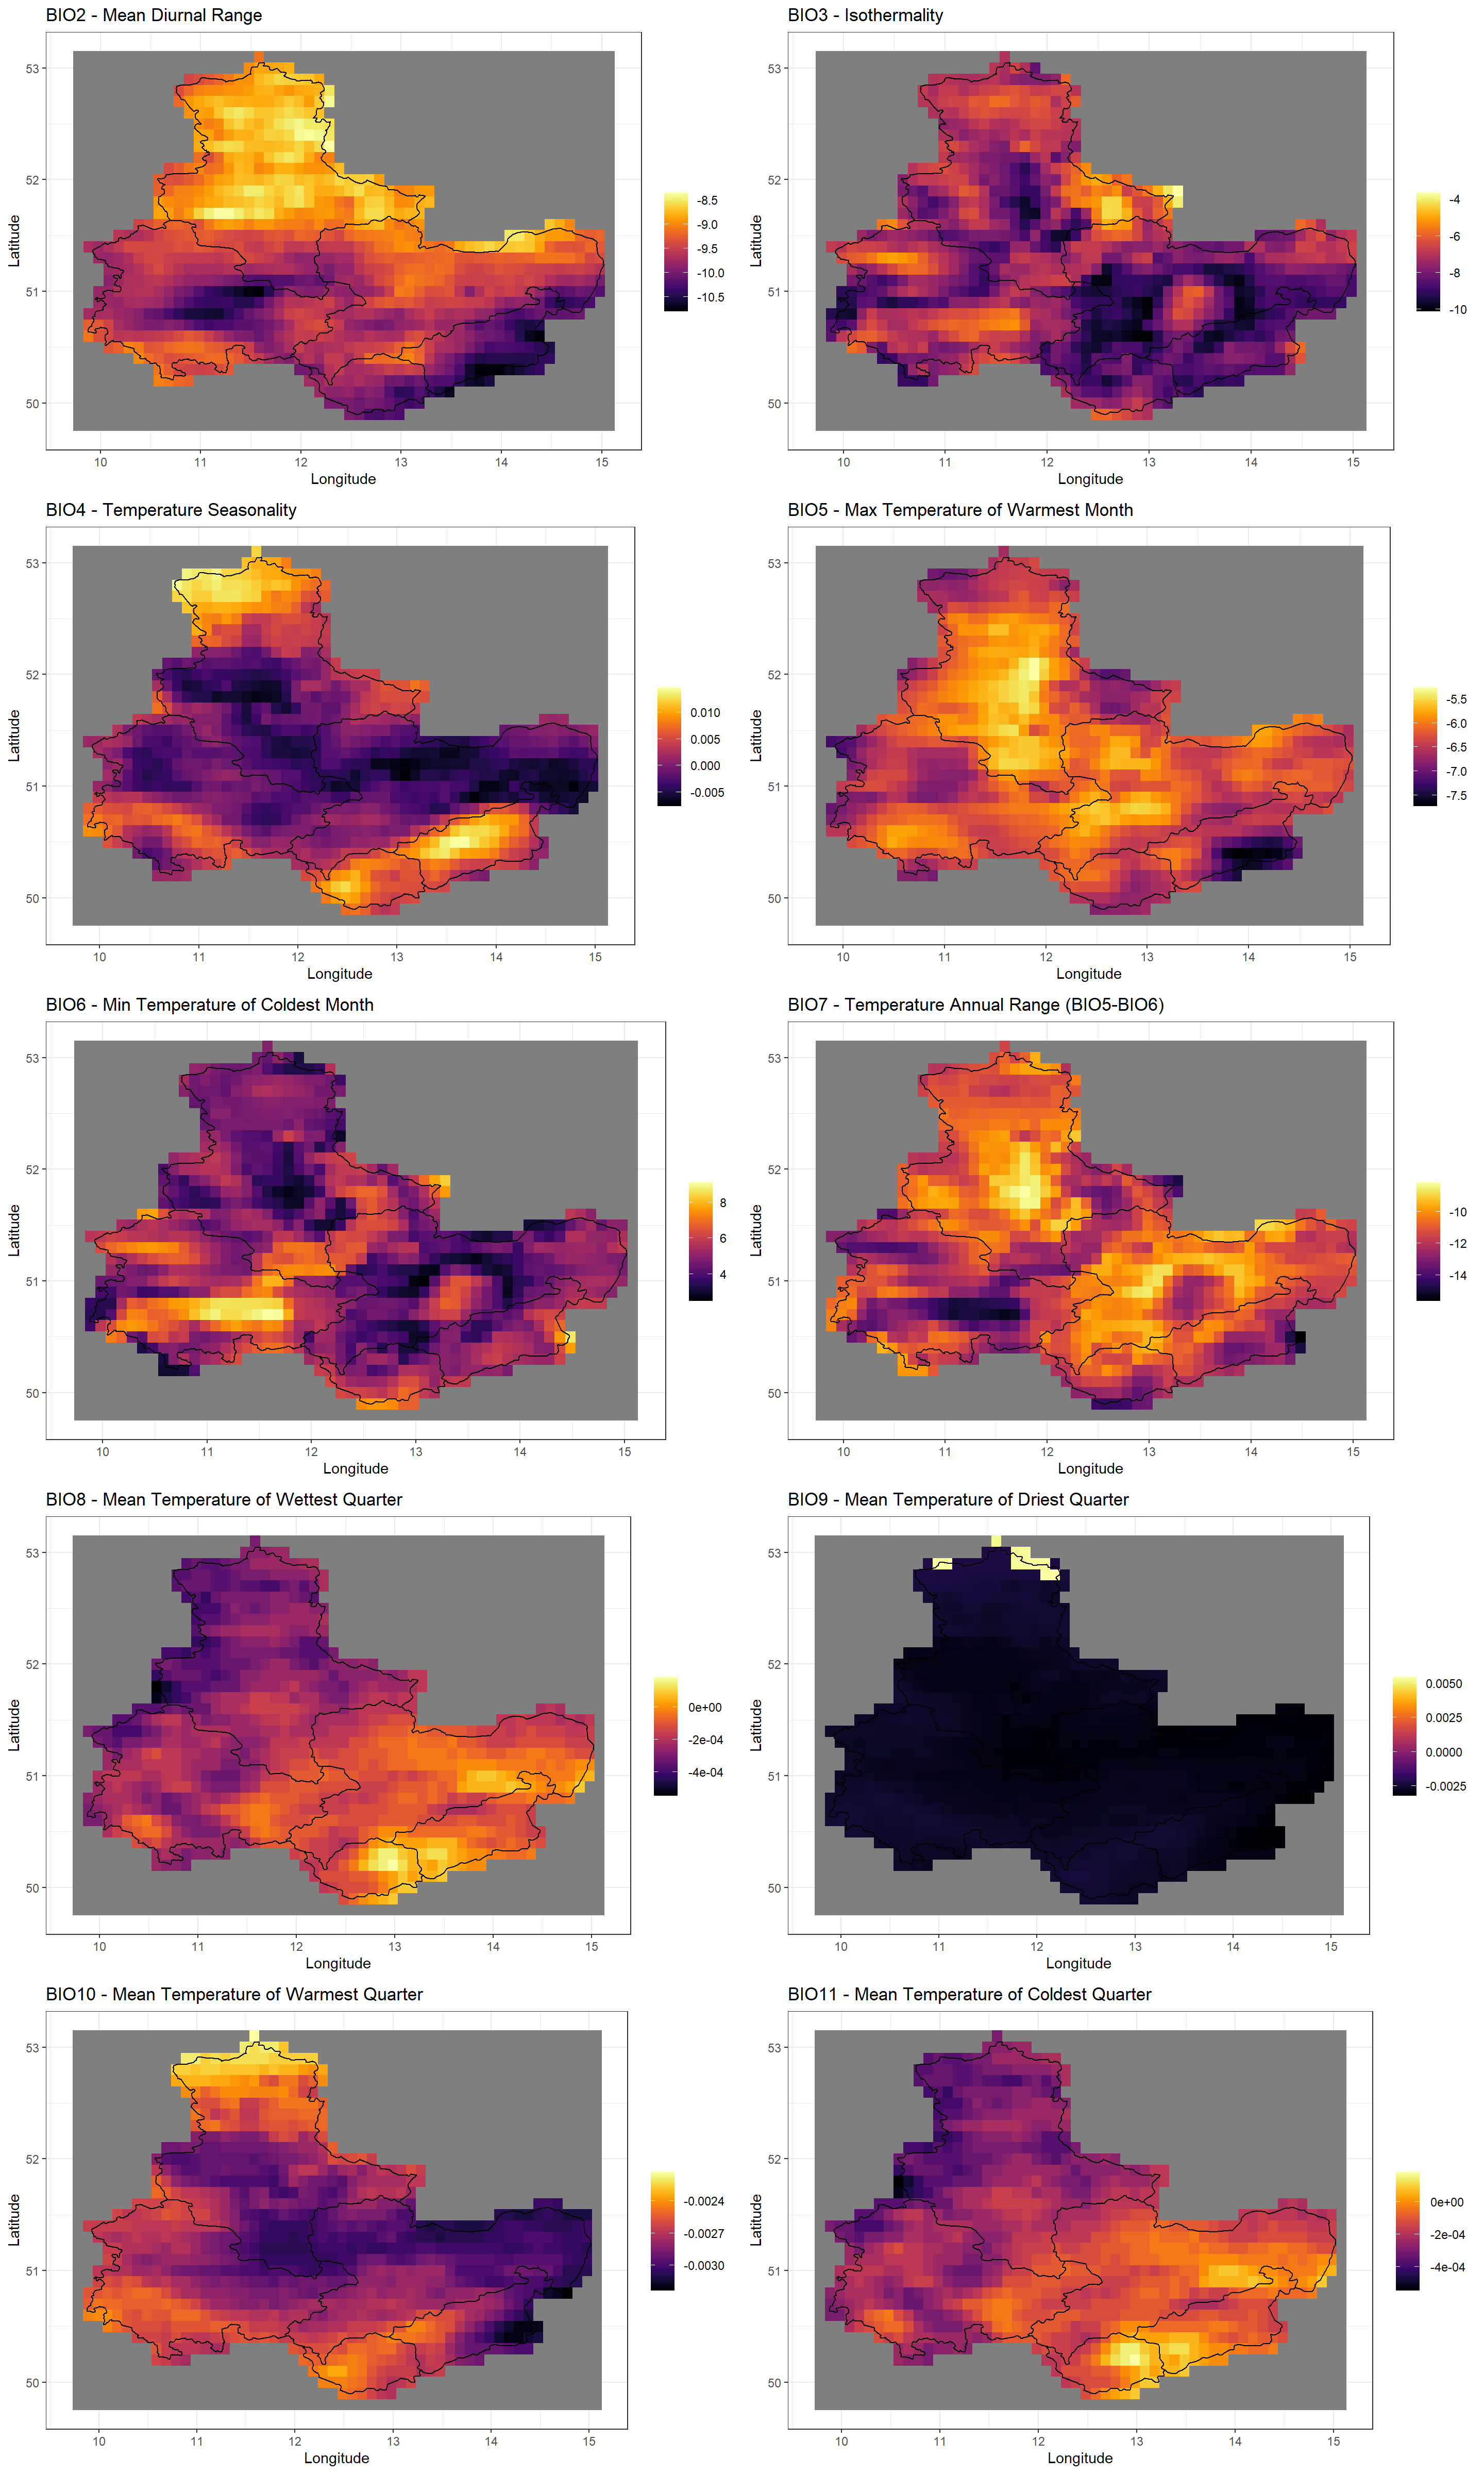 BIO2 - Mean Diurnal Range
53
52
51
50
Latitude
10 11 12 13 14 15
Longitude
-8.5
-9.0
-9.5
-10.0
-10.5
BIO3 - Isothermality
53
52
51
50
Latitude
10 11 12 13 14 15
Longitude
-4
-6
-8
-10
BIO4 - Temperature Seasonality
53
52
51
50
Latitude
10 11 12 13 14 15
Longitude
0.010
0.005
0.000
-0.005
BIO5 - Max Temperature of Warmest Month
53
52
51
50
Latitude
10 11 12 13 14 15
Longitude
-5.5
-6.0
-6.5
-7.0
-7.5
BIO6 - Min Temperature of Coldest Month
53
52
51
50
Latitude
10 11 12 13 14 15
Longitude
8
6
4
BIO7 - Temperature Annual Range (BIO5-BIO6)
53
52
51
50
Latitude
10 11 12 13 14 15
Longitude
-10
-12
-14
BIO8 - Mean Temperature of Wettest Quarter
53
52
51
50
Latitude
10 11 12 13 14 15
Longitude
0e+00
-2e-04
-4e-04
BIO9 - Mean Temperature of Driest Quarter
53
52
51
50
Latitude
10 11 12 13 14 15
Longitude
0.0050
0.0025
0.0000
-0.0025
BIO10 - Mean Temperature of Warmest Quarter
53
52
51
50
Latitude
10 11 12 13 14 15
Longitude
-0.0024
-0.0027
-0.0030
BIO11 - Mean Temperature of Coldest Quarter
53
52
51
50
Latitude
10 11 12 13 14 15
Longitude
0e+00
-2e-04
-4e-04